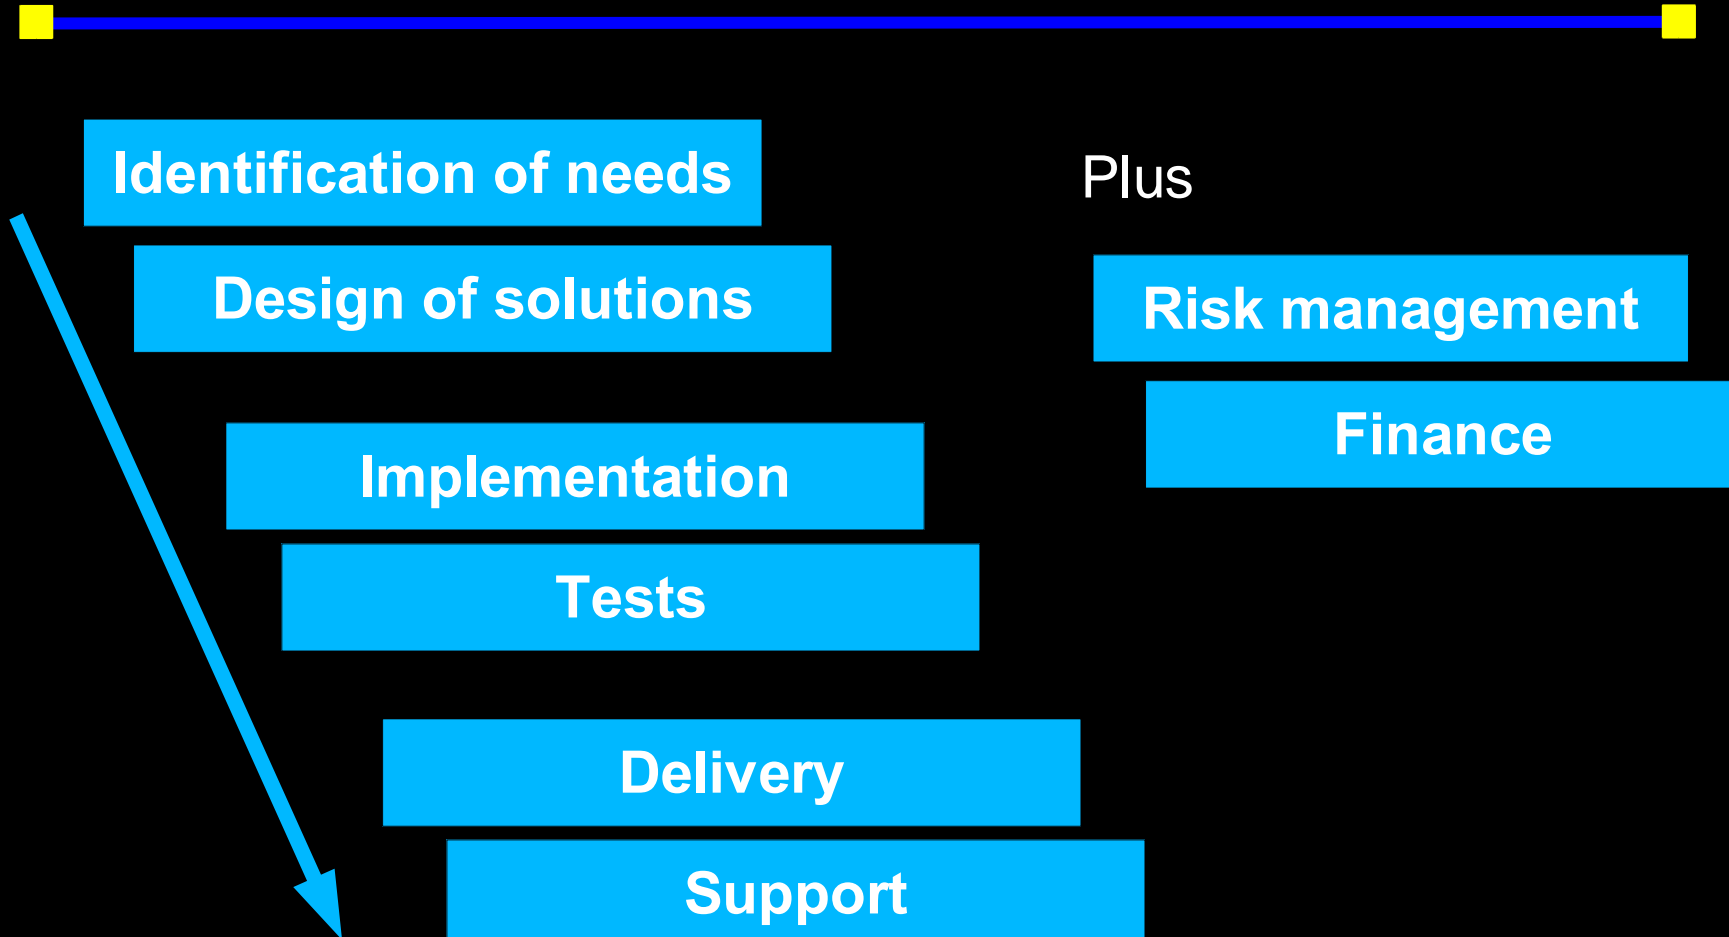 Identification of needs
Design of solutions
Implementation
Tests
Delivery
Support
Plus
Risk management
Finance